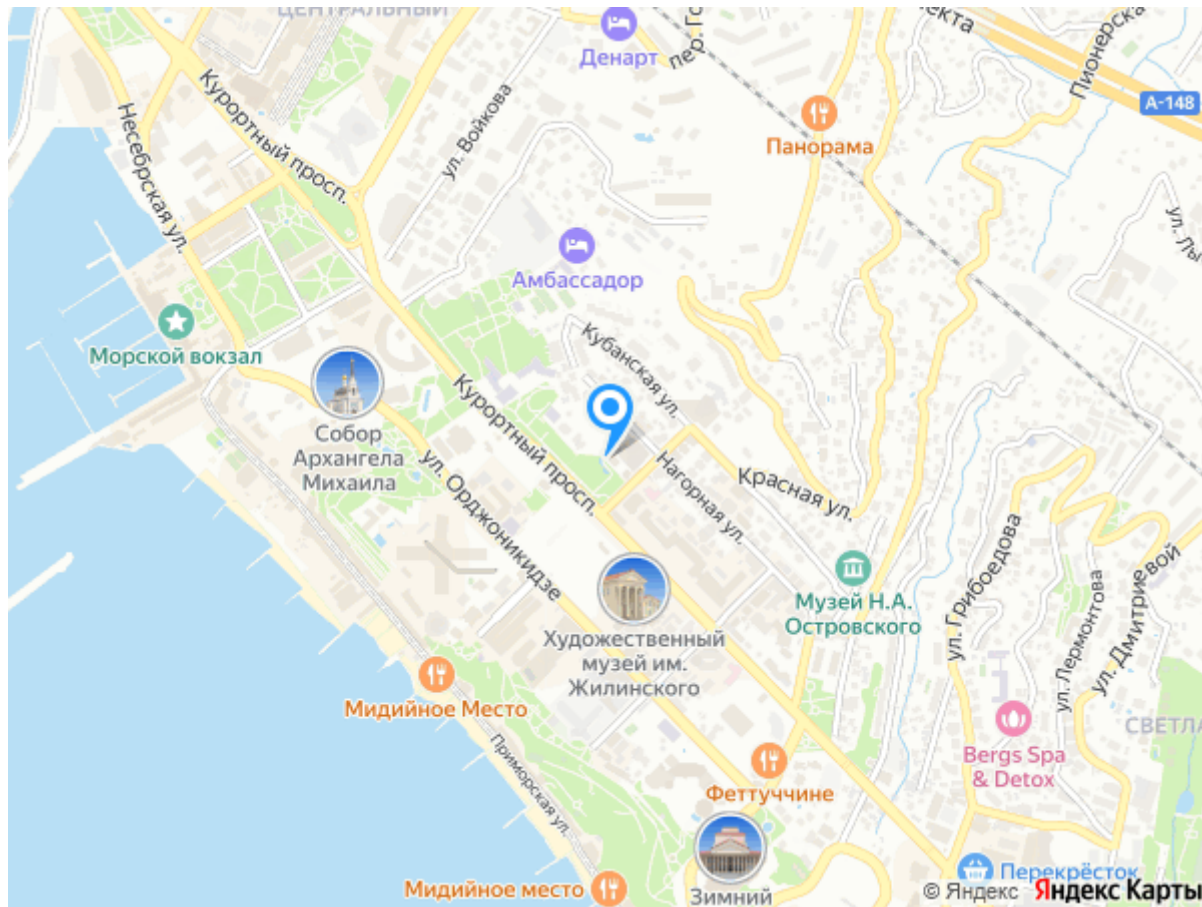 ЦЕНТРАЛЬНЫЙ
Денарт
пер. Го
екта
Пионерская
А-148
Курортный просп.
Несебрская ул.
ул. Войкова
Панорама
ул. Лы
Амбассадор
Морской вокзал
Кубанская ул.
Собор
Архангела
Михаила
Курортный просп.
ул. Орджоникидзе
Нагорная ул.
Красная ул.
Музей Н.А.
Островского
ул. Грибоедова
ул. Лермонтова
ул. Дмитриевой
Художественный
музей им.
Жилинского
Мидийное Место
Приморская ул.
СВЕТЛА
Bergs Spa
& Detox
Феттуччине
Зимний
Мидийное место
Перекрёсток
© Яндекс Яндекс Карты